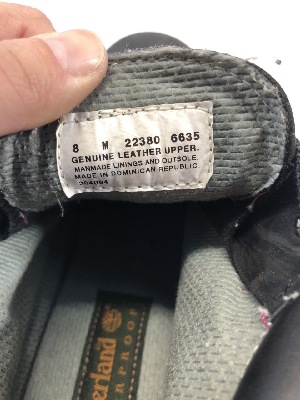 8 M 22380 6635
GENUINE LEATHER UPPER.
MANMADE LININGS AND OUTSOLE.
MADE IN DOMINICAN REPUBLIC.